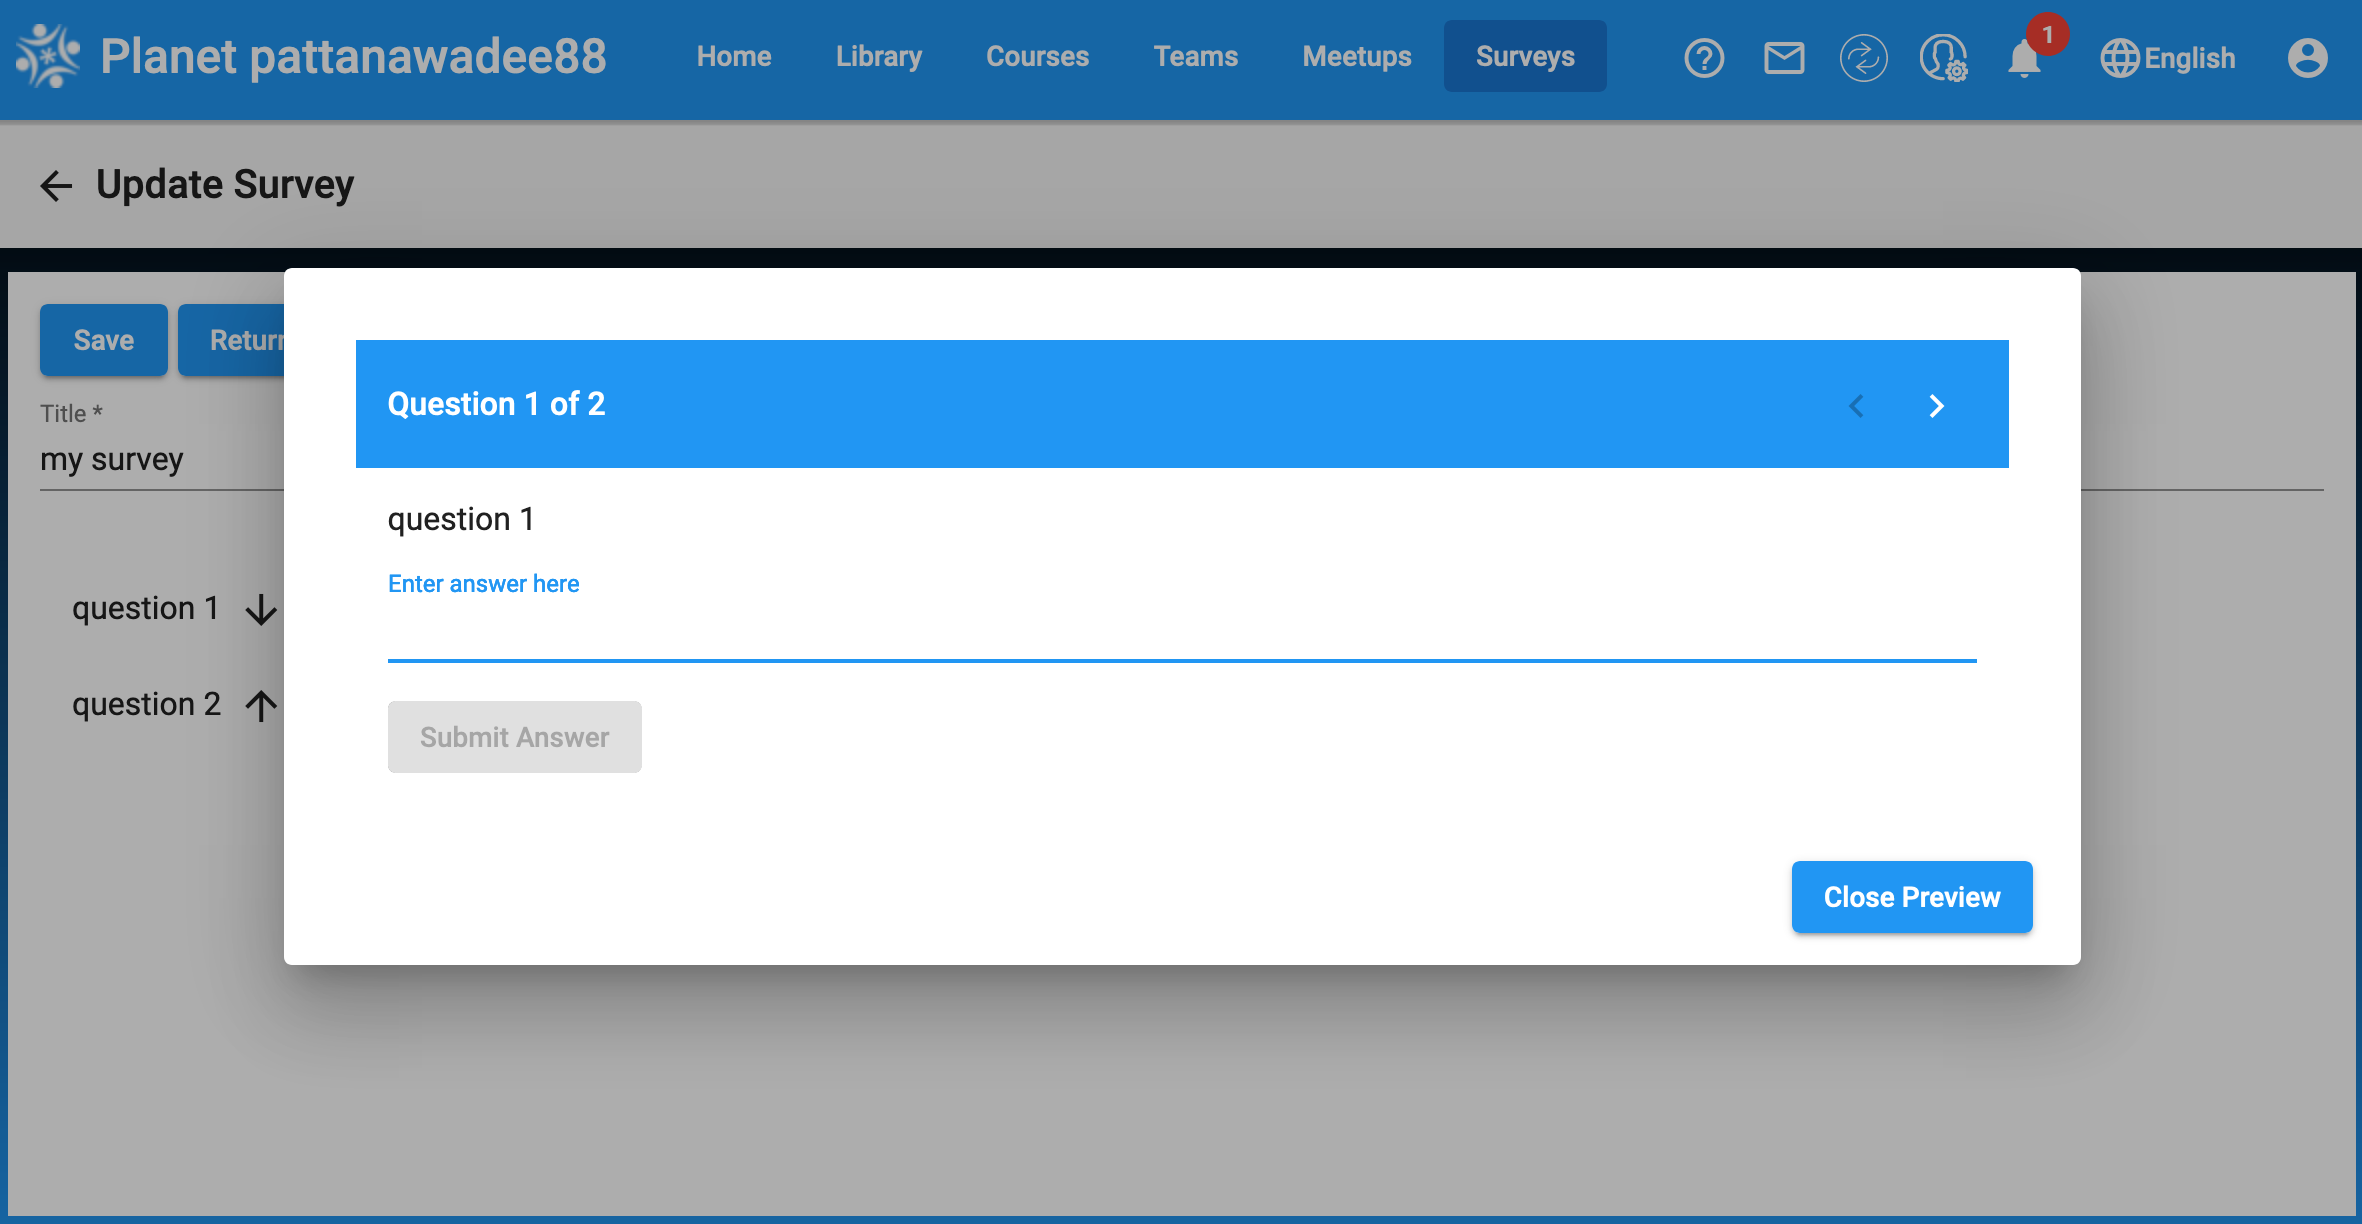 Planet pattanawadee88
Home
Library
Courses
Teams
Meetups
Surveys
1
English
Update Survey
Save
Title *
my survey
question 1
question 2
Question 1 of 2
question 1
Enter answer here
Submit Answer
Close Preview